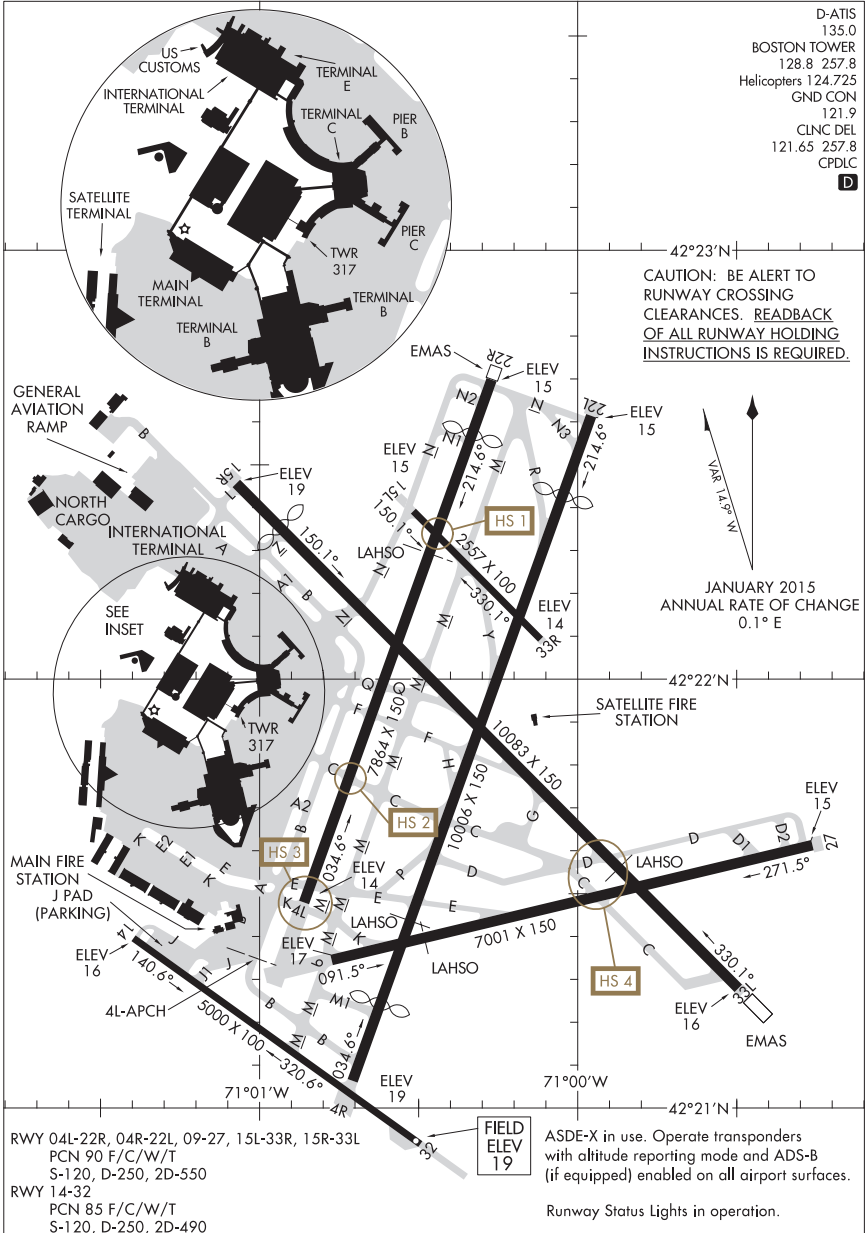 D-ATIS
135.0
BOSTON TOWER
128.8 257.8
Helicopters 124.725
GND CON
121.9
CLNC DEL
121.65 257.8
CPDLC
D
US
CUSTOMS
INTERNATIONAL
TERMINAL
TERMINAL
E
TERMINAL
C
PIER
B
SATELLITE
TERMINAL
PIER
C
TWR
317
MAIN
TERMINAL
TERMINAL
B
TERMINAL
B
42°23'N
CAUTION: BE ALERT TO
RUNWAY CROSSING
CLEARANCES. READBACK
OF ALL RUNWAY HOLDING
INSTRUCTIONS IS REQUIRED.
EMAS
22R
ELEV
15
22L
ELEV
15
N2
N
N3
N1
N
M
R
214.6°
214.6°
VAR 14.9° W
JANUARY 2015
ANNUAL RATE OF CHANGE
0.1° E
GENERAL
AVIATION
RAMP
B
NORTH
CARGO
INTERNATIONAL
TERMINAL
A
15R
L
ELEV
19
150.1°
N
A1
B
N
ELEV
15
15L
150.1°
LAHSO
N
HS 1
2557 X 100
330.1°
M
Y
ELEV
14
33R
SEE
INSET
TWR
317
42°22'N
SATELLITE FIRE
STATION
Q
Q
M
F
F
7864 X 150
M
H
10083 X 150
10006 X 150
C
C
C
HS 2
G
A2
B
M
HS 3
034.6°
ELEV
14
P
D
D
C
LAHSO
D
D1
D2
ELEV
15
27
271.5°
K
E2
E1
K
E
A
E
K
4L
M
M
E
E
K
LAHSO
LAHSO
7001 X 150
HS 4
C
MAIN FIRE
STATION
J PAD
(PARKING)
ELEV
17
9
091.5°
M
M
14
J
ELEV
16
140.6°
J1
J
4L-APCH
B
M
M1
B
M
034.6°
5000 X 100
320.6°
330.1°
33L
ELEV
16
EMAS
71°01'W
71°00'W
4R
ELEV
19
32
42°21'N
FIELD
ELEV
19
RWY 04L-22R, 04R-22L, 09-27, 15L-33R, 15R-33L
PCN 90 F/C/W/T
S-120, D-250, 2D-550
RWY 14-32
PCN 85 F/C/W/T
S-120, D-250, 2D-490
ASDE-X in use. Operate transponders
with altitude reporting mode and ADS-B
(if equipped) enabled on all airport surfaces.
Runway Status Lights in operation.